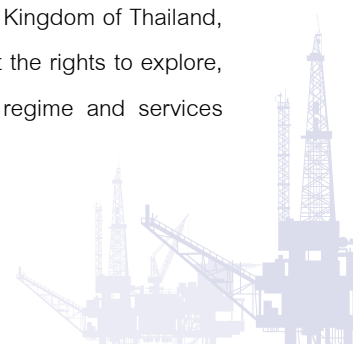 Kingdom of Thailand,
the rights to explore,
regime and services